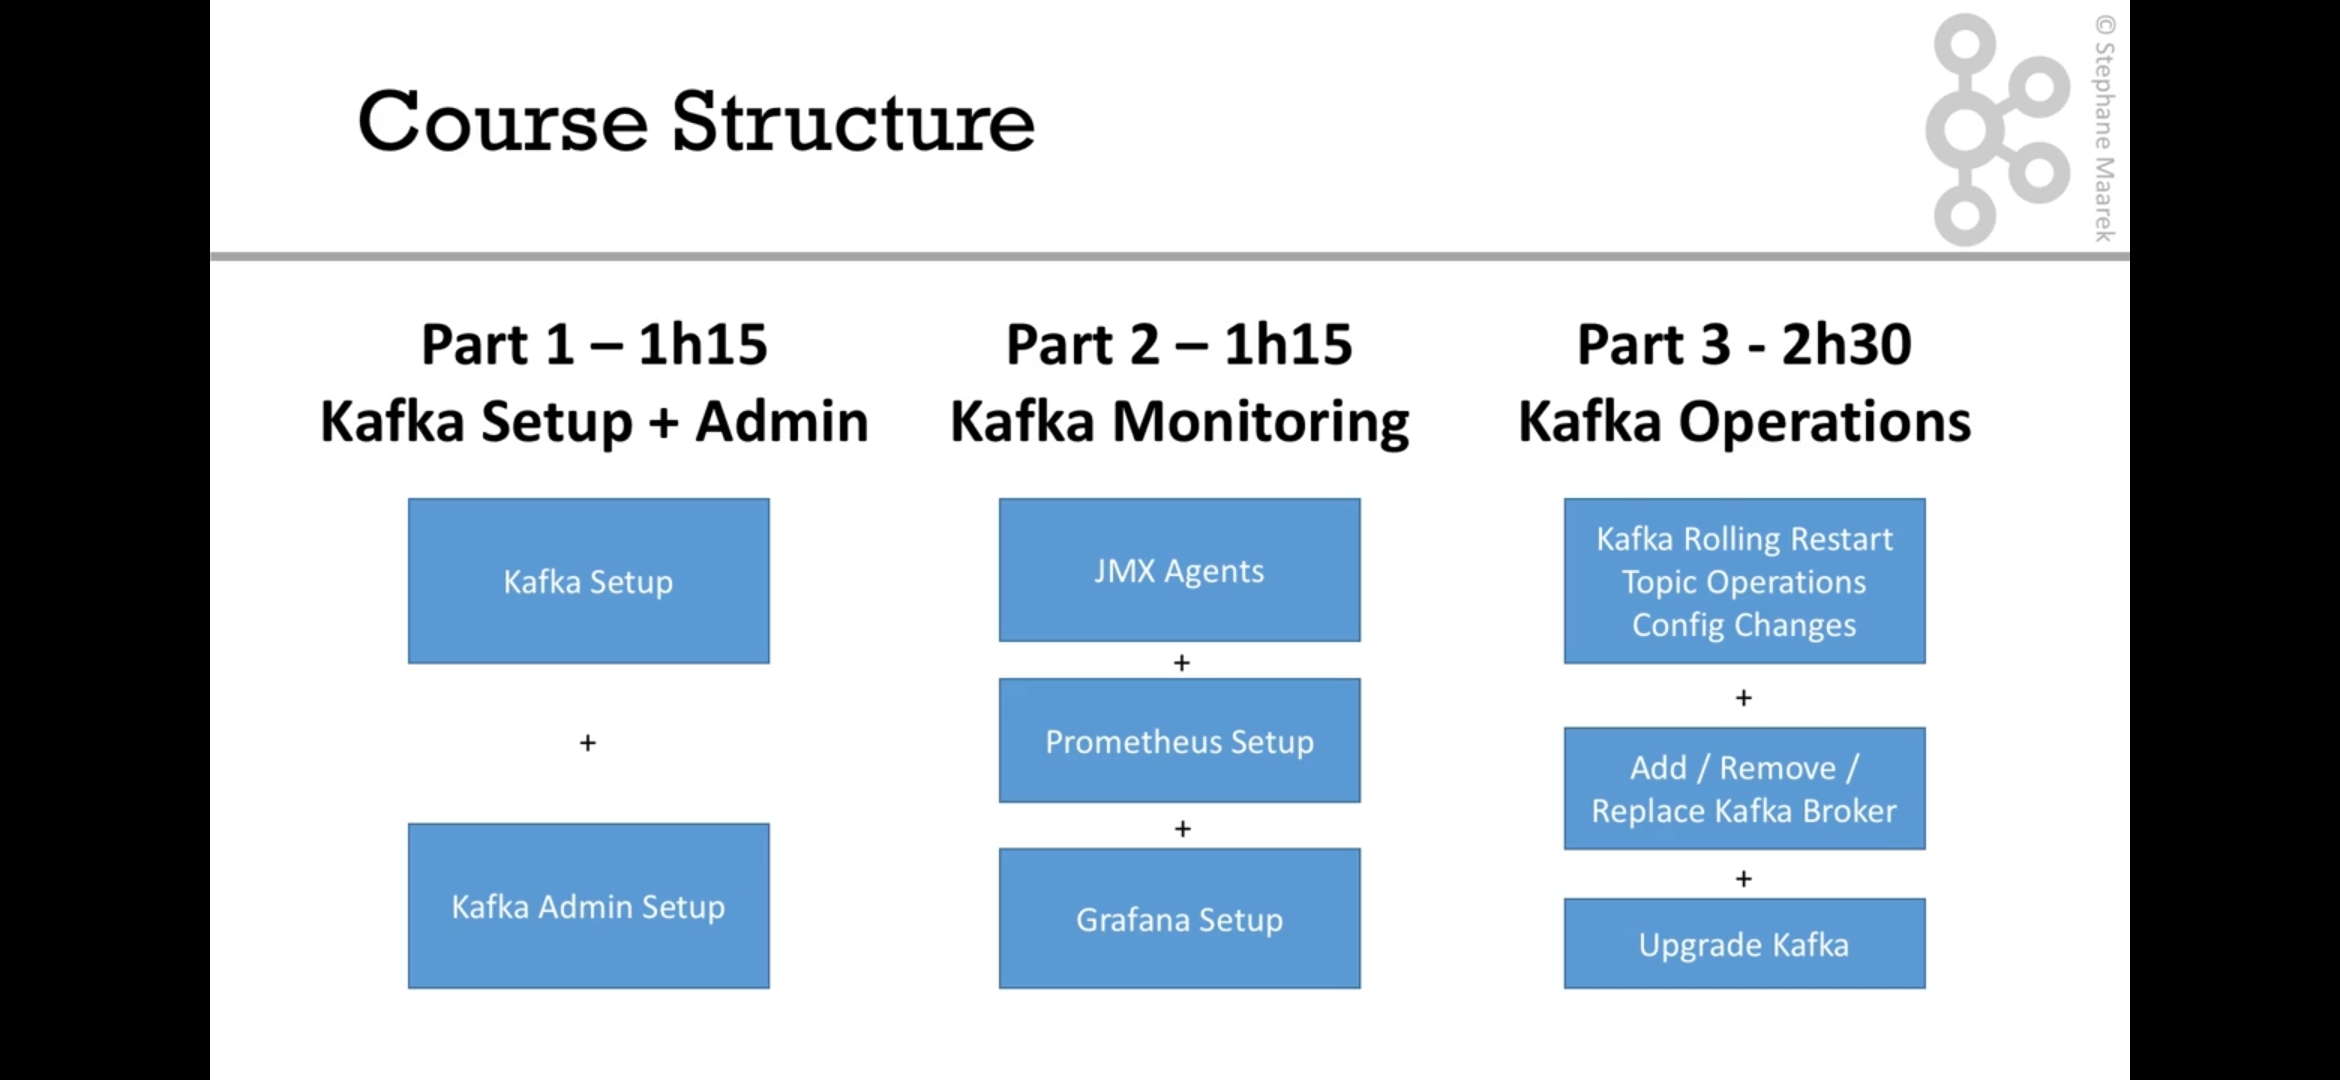 Course Structure
© Stephane Maarek
Part 1 – 1h15
Kafka Setup + Admin
Kafka Setup
+
Kafka Admin Setup
Part 2 – 1h15
Kafka Monitoring
JMX Agents
+
Prometheus Setup
+
Grafana Setup
Part 3 - 2h30
Kafka Operations
Kafka Rolling Restart
Topic Operations
Config Changes
+
Add / Remove /
Replace Kafka Broker
+
Upgrade Kafka